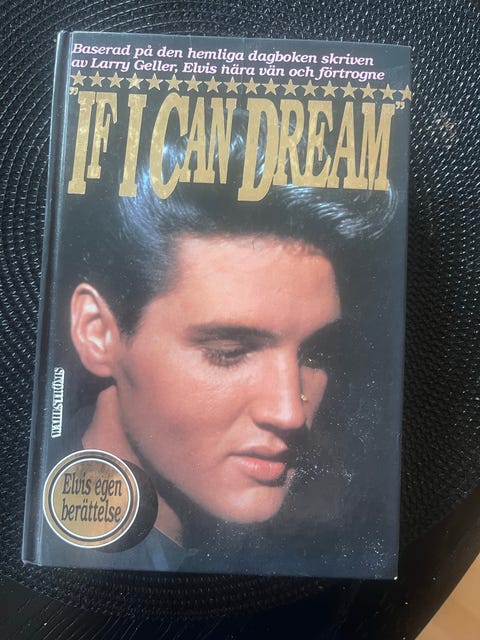 Baserad på den hemliga dagboken skriven
av Larry Geller, Elvis nära vän och förtrogne
"IF I CAN DREAM"
WAHLSTRÖMS
Elvis egen
berättelse